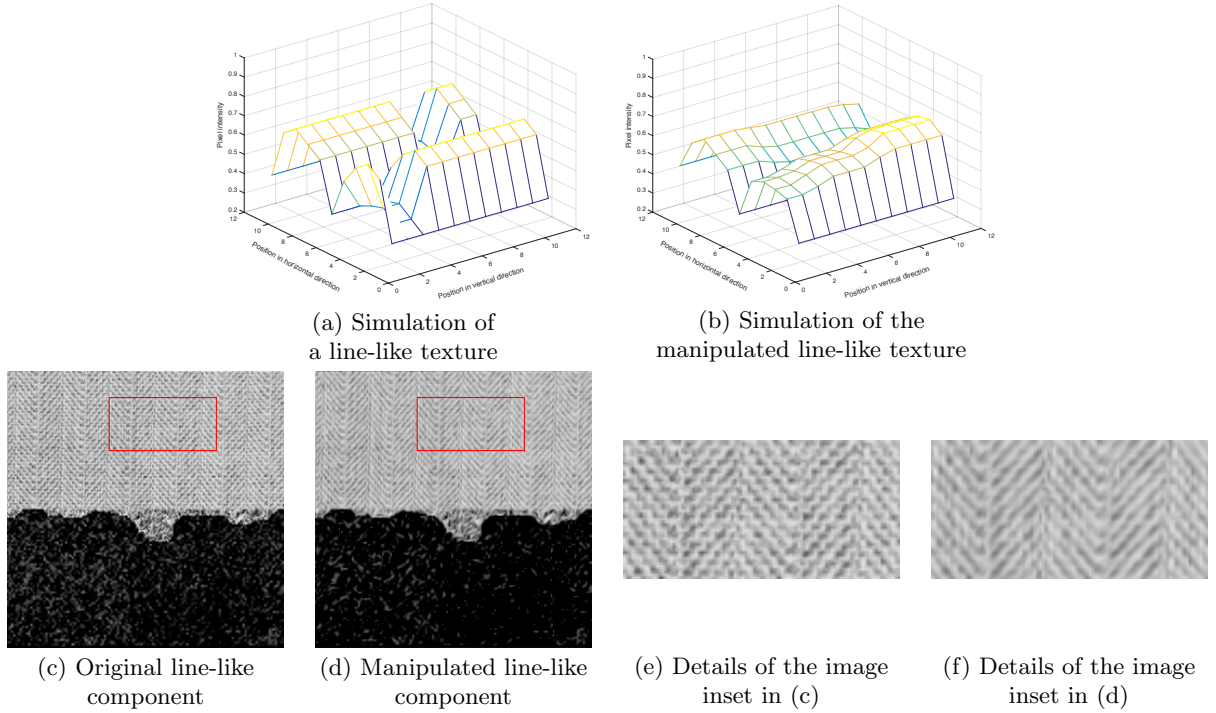 1
0.9
0.8
0.7
0.6
0.5
0.4
0.3
0.2
Pixel intensity
12
10
8
6
4
2
0
Position in horizontal direction
0
2
4
6
8
10
12
Position in vertical direction
1
0.9
0.8
0.7
0.6
0.5
0.4
0.3
0.2
Pixel intensity
12
10
8
6
4
2
0
Position in horizontal direction
0
2
4
6
8
10
12
Position in vertical direction
(a) Simulation of
a line-like texture
(b) Simulation of the
manipulated line-like texture
(c) Original line-like
component
(d) Manipulated line-like
component
(e) Details of the image
inset in (c)
(f) Details of the image
inset in (d)